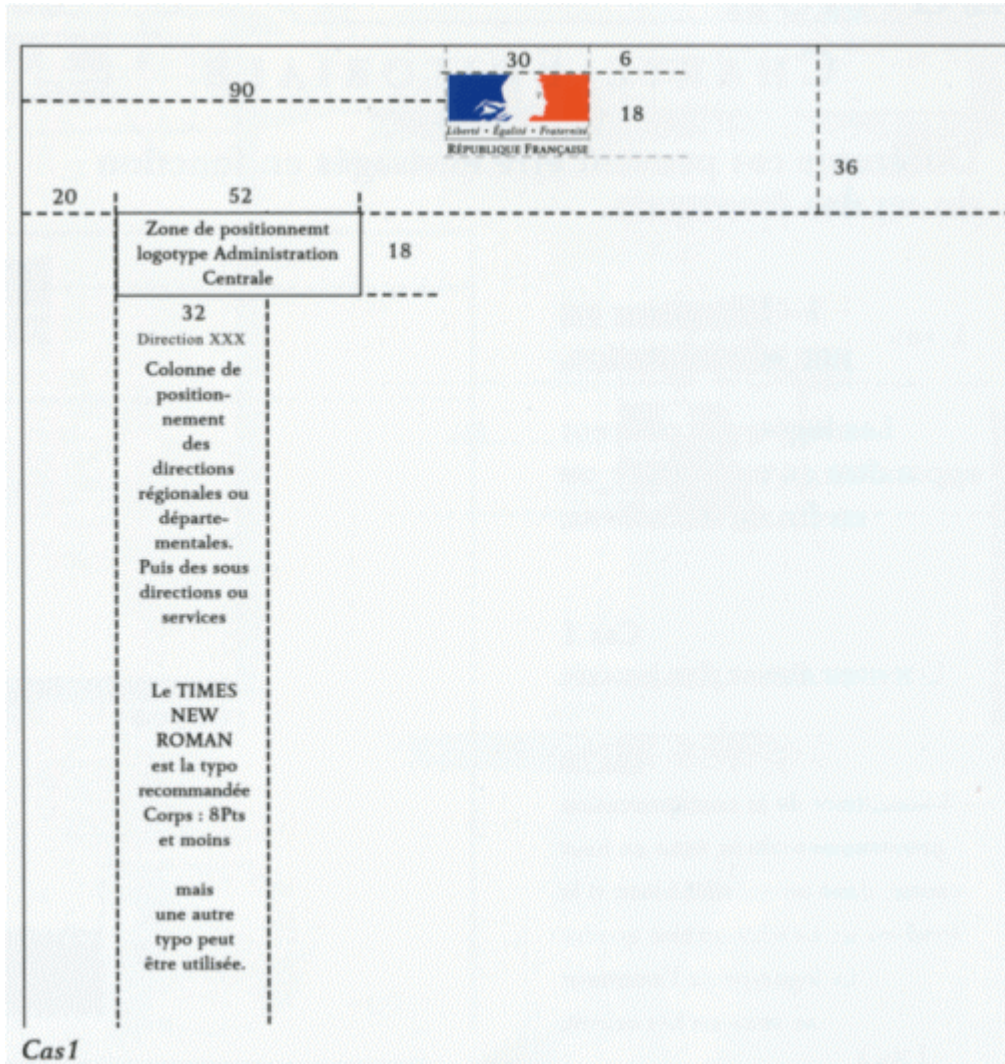 30
6
90
18
Liberté • Égalité • Fraternité
RÉPUBLIQUE FRANÇAISE
36
20
52
Zone de positionnemt
logotype Administration
Centrale
18
32
Direction XXX
Colonne de
position-
nement
des
directions
régionales ou
départe-
mentales.
Puis des sous
directions ou
services
Le TIMES
NEW
ROMAN
est la typo
recommandée
Corps : 8Pts
et moins
mais
une autre
typo peut
être utilisée.
Cas1